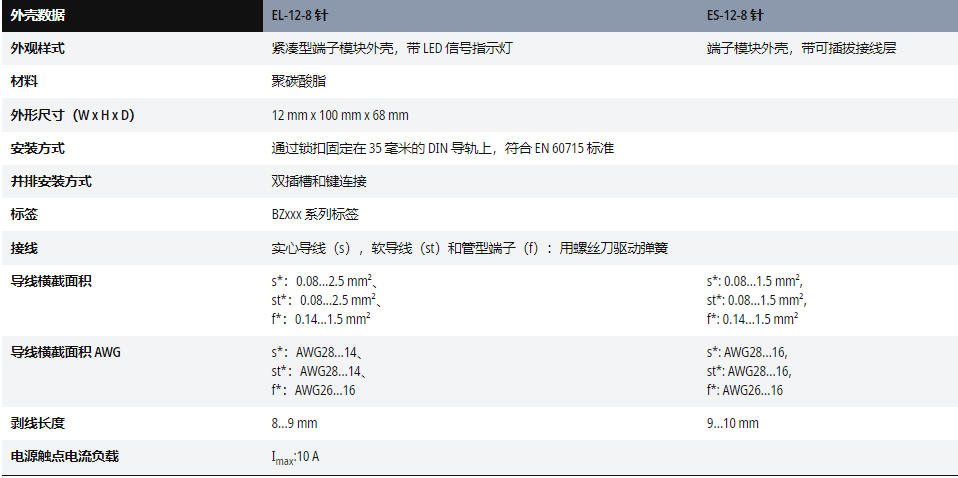 外壳数据 EL-12-8 针 ES-12-8 针
外观样式 紧凑型端子模块外壳，带 LED 信号指示灯 端子模块外壳，带可插拔接线层
材料 聚碳酸脂
外形尺寸（W x H x D） 12 mm x 100 mm x 68 mm
安装方式 通过锁扣固定在 35 毫米的 DIN 导轨上，符合 EN 60715 标准
并排安装方式 双插槽和键连接
标签 BZxxx 系列标签
接线 实心导线（s），软导线（st）和管型端子（f）：用螺丝刀驱动弹簧
导线横截面积 s*：0.08…2.5 mm²、 s*: 0.08…1.5 mm²,
st*：0.08…2.5 mm²、 st*: 0.08…1.5 mm²,
f*：0.14…1.5 mm² f*: 0.14…1.5 mm²
导线横截面积 AWG s*：AWG28…14、 s*: AWG28…16,
st*：AWG28…14、 st*: AWG28…16,
f*：AWG26…16 f*: AWG26…16
剥线长度 8…9 mm 9…10 mm
电源触点电流负载 Imax:10 A